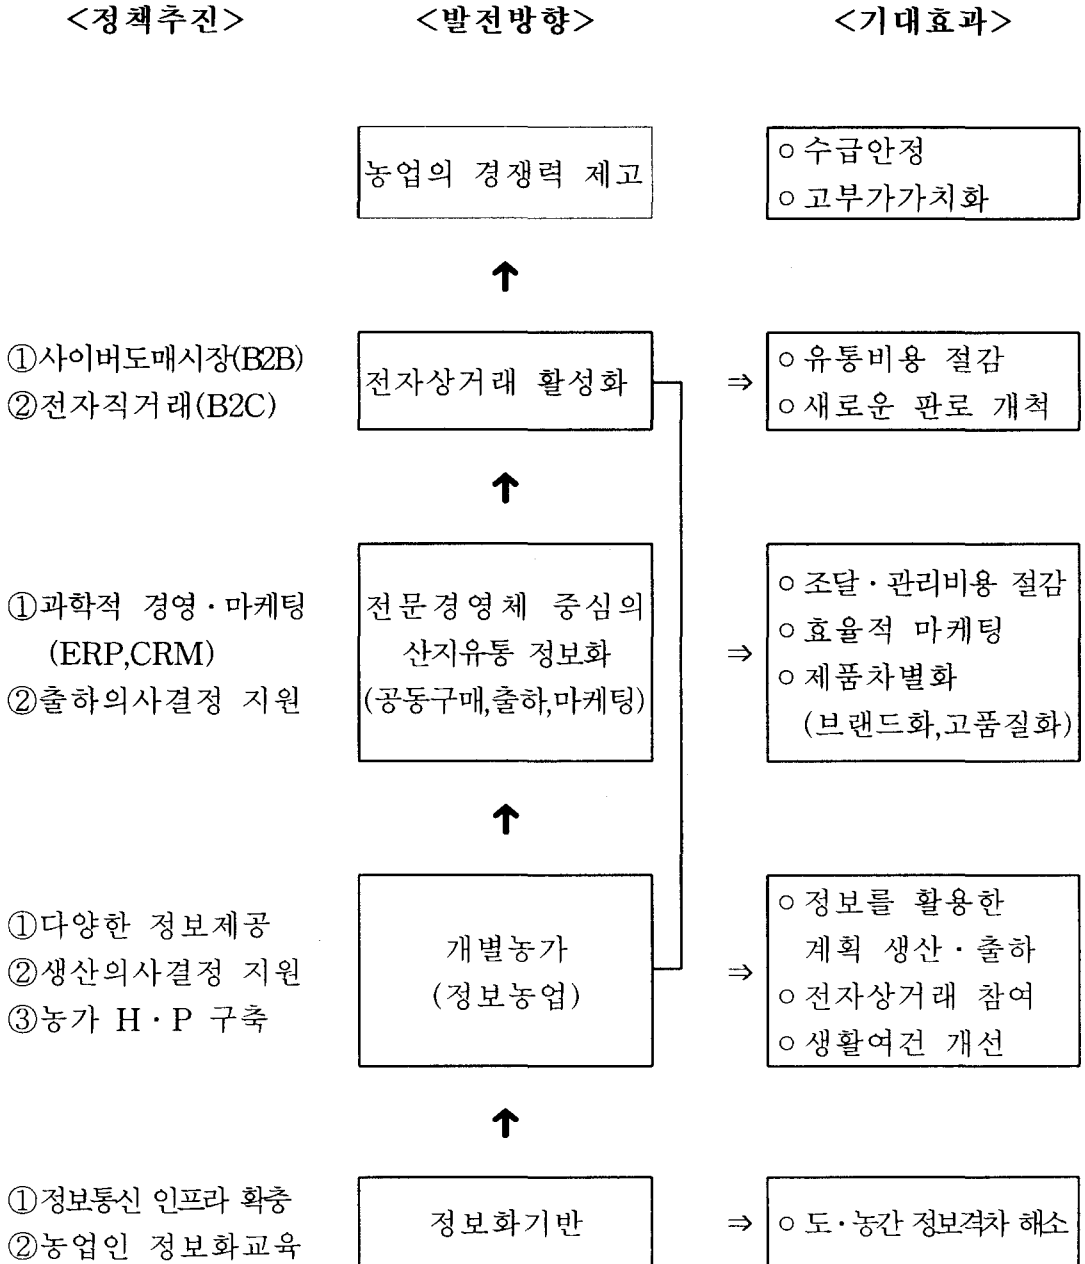 <정책추진> <발전방향> <기대효과>
농업의 경쟁력 제고
○ 수급안정
○ 고부가가치화
↑
①사이버도매시장(B2B)
②전자직거래(B2C)
전자상거래 활성화
⇒
○ 유통비용 절감
○ 새로운 판로 개척
↑
①과학적 경영·마케팅
(ERP,CRM)
②출하의사결정 지원
전문경영체 중심의
산지유통 정보화
(공동구매,출하,마케팅)
⇒
○ 조달·관리비용 절감
○ 효율적 마케팅
○ 제품차별화
(브랜드화,고품질화)
↑
①다양한 정보제공
②생산의사결정 지원
③농가 H·P 구축
개별농가
(정보농업)
⇒
○ 정보를 활용한
계획 생산·출하
○ 전자상거래 참여
○ 생활여건 개선
↑
①정보통신 인프라 확충
②농업인 정보화교육
정보화기반
⇒
○ 도·농간 정보격차 해소